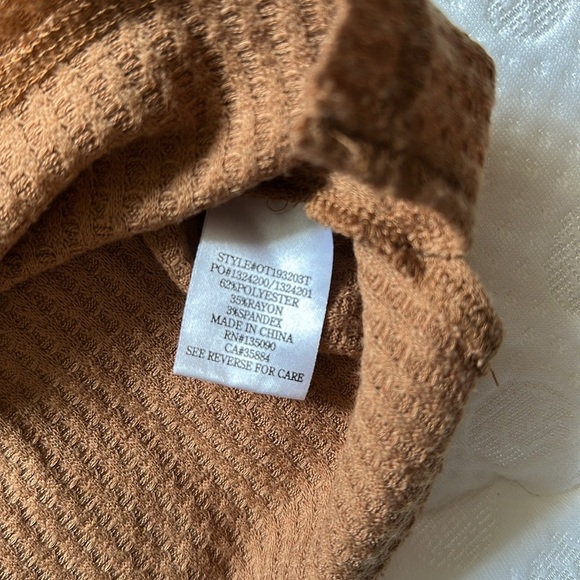 STYLE#OT193203T
PO#1324200/1324201
62%POLYESTER
35%RAYON
3%SPANDEX
MADE IN CHINA
RN#135090
CA#35884
SEE REVERSE FOR CARE